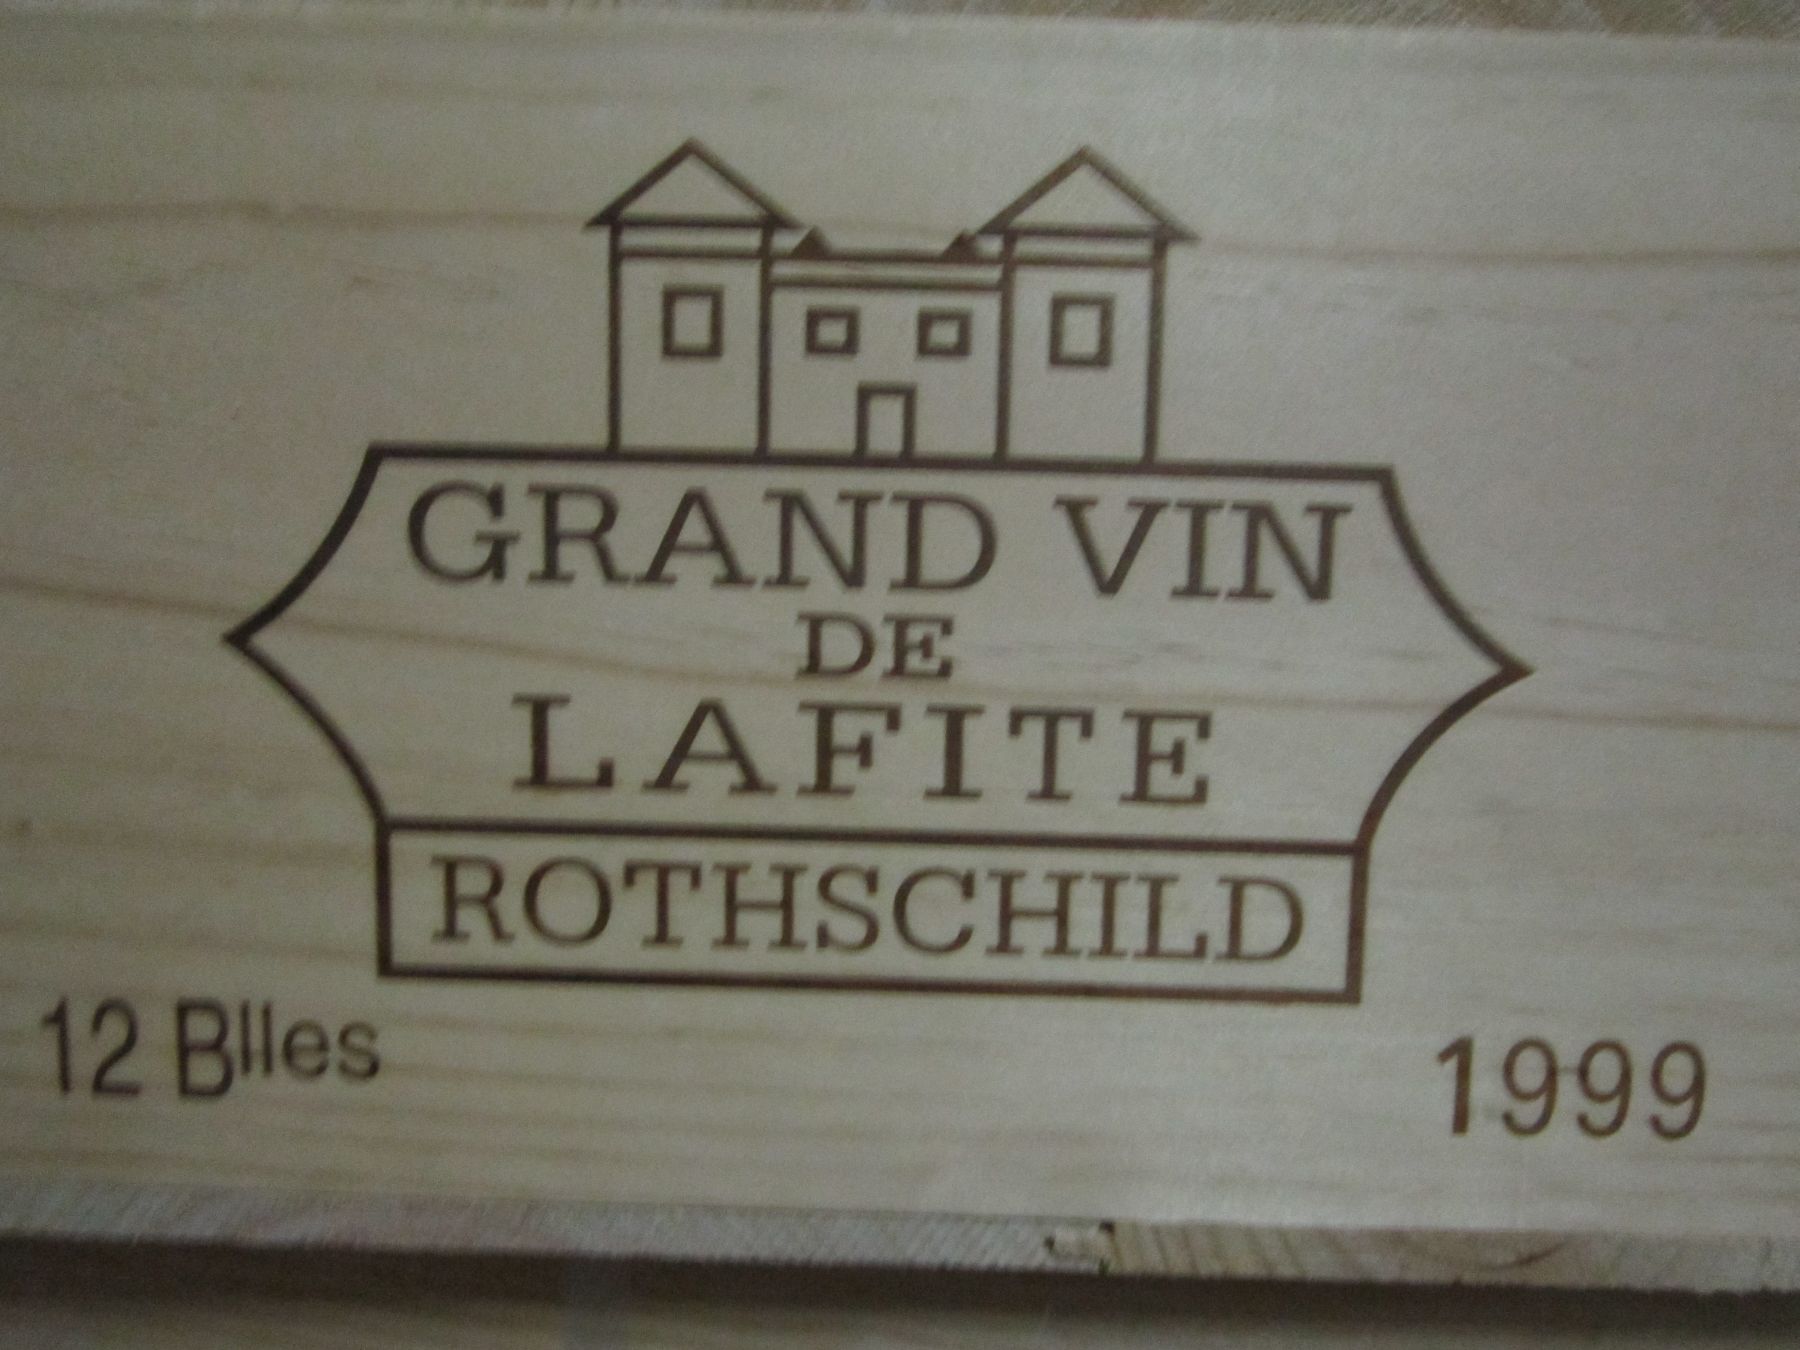 GRAND VIN
DE
LAFITE
ROTHSCHILD
12 Blles
1999